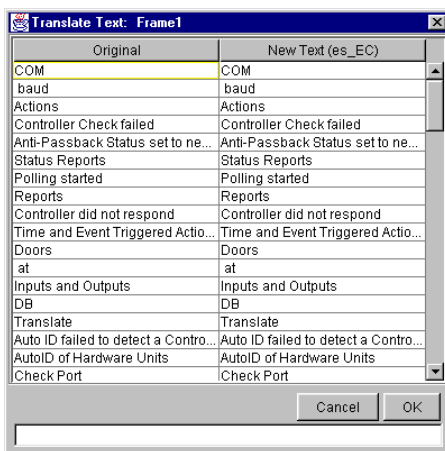 Translate Text: Frame1
Original New Text (es_EC)
COM COM
baud baud
Actions Actions
Controller Check failed Controller Check failed
Anti-Passback Status set to ne... Anti-Passback Status set to ne...
Status Reports Status Reports
Polling started Polling started
Reports Reports
Controller did not respond Controller did not respond
Time and Event Triggered Actio... Time and Event Triggered Actio...
Doors Doors
at at
Inputs and Outputs Inputs and Outputs
DB DB
Translate Translate
Auto ID failed to detect a Contro... Auto ID failed to detect a Contro...
AutoID of Hardware Units AutoID of Hardware Units
Check Port Check Port
Cancel OK